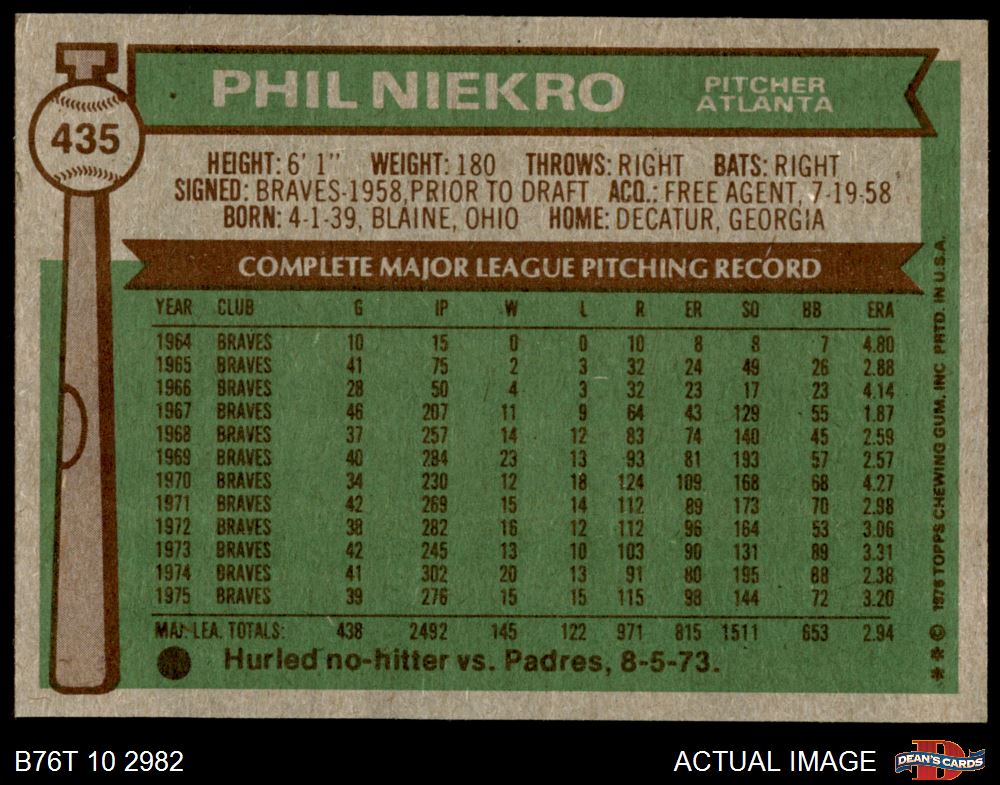 PHIL NIEKRO
PITCHER
ATLANTA
435
HEIGHT: 6' 1" WEIGHT: 180 THROWS: RIGHT BATS: RIGHT
SIGNED: BRAVES-1958, PRIOR TO DRAFT ACQ.: FREE AGENT, 7-19-58
BORN: 4-1-39, BLAINE, OHIO HOME: DECATUR, GEORGIA
COMPLETE MAJOR LEAGUE PITCHING RECORD
YEAR CLUB G IP W L R ER SO BB ERA
1964 BRAVES 10 15 0 0 10 8 8 7 4.80
1965 BRAVES 41 75 2 3 32 24 49 26 2.88
1966 BRAVES 28 50 4 3 32 23 17 23 4.14
1967 BRAVES 46 207 11 9 64 43 129 55 1.87
1968 BRAVES 37 257 14 12 83 74 140 45 2.59
1969 BRAVES 40 284 23 13 93 81 193 57 2.57
1970 BRAVES 34 230 12 18 124 109 168 68 4.27
1971 BRAVES 42 269 15 14 112 89 173 70 2.98
1972 BRAVES 38 282 16 12 112 96 164 53 3.06
1973 BRAVES 42 245 13 10 103 90 131 89 3.31
1974 BRAVES 41 302 20 13 91 80 195 88 2.38
1975 BRAVES 39 276 15 15 115 98 144 72 3.20
MAJ. LEA. TOTALS: 438 2492 145 122 971 815 1511 653 2.94
Hurled no-hitter vs. Padres, 8-5-73.
** © 1976 TOPPS CHEWING GUM, INC PRTD. IN U.S.A.
B76T 10 2982
ACTUAL IMAGE
DEAN'S CARDS